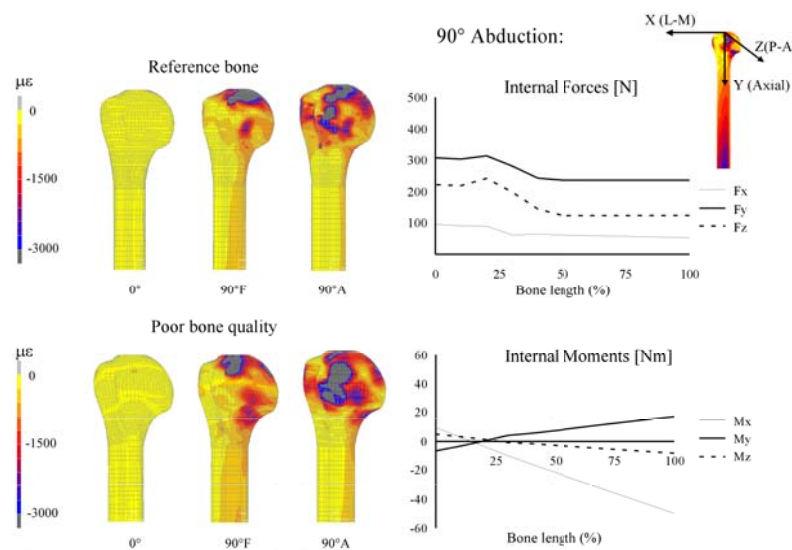 90° Abduction:
X (L-M)
Z(P-A
Y (Axial)
Reference bone
με
0
-1500
-3000
0°
90°F
90°A
Internal Forces [N]
500
400
300
200
100
0
25
50
75
100
Bone length (%)
Fx
Fy
Fz
Poor bone quality
με
0
-1500
-3000
0°
90°F
90°A
Internal Moments [Nm]
60
40
20
0
-20
-40
-60
25
50
75
100
Bone length (%)
Mx
My
Mz